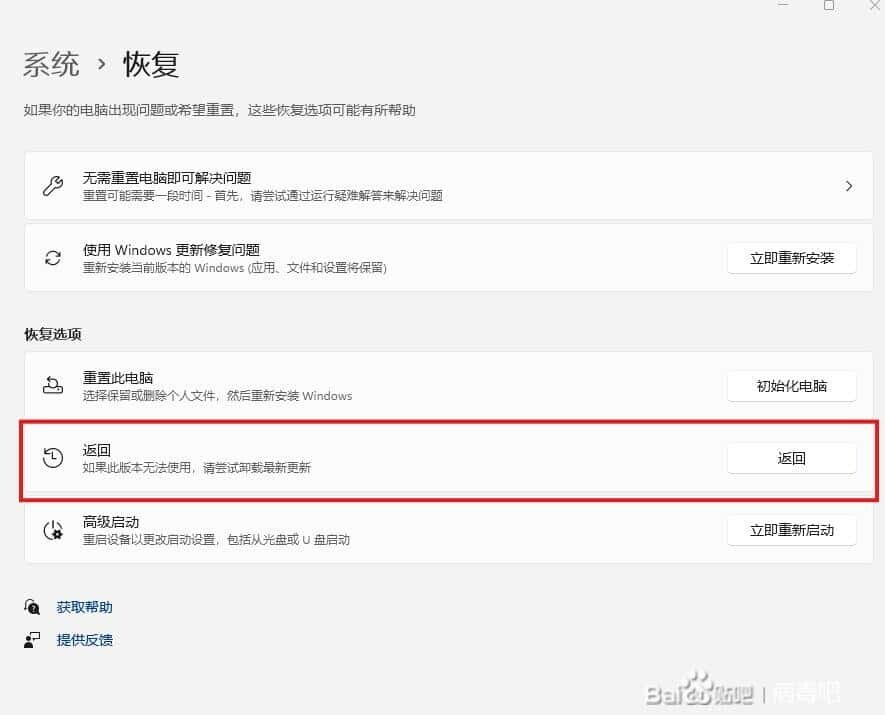 系统 › 恢复
如果你的电脑出现问题或希望重置，这些恢复选项可能有所帮助
无需重置电脑即可解决问题
重置可能需要一段时间 - 首先，请尝试通过运行疑难解答来解决问题
使用 Windows 更新修复问题
重新安装当前版本的 Windows (应用、文件和设置将保留)
立即重新安装
恢复选项
重置此电脑
选择保留或删除个人文件，然后重新安装 Windows
初始化电脑
返回
如果此版本无法使用，请尝试卸载最新更新
返回
高级启动
重启设备以更改启动设置，包括从光盘或 U 盘启动
立即重新启动
获取帮助
提供反馈
Bai贴吧 | 病毒吧